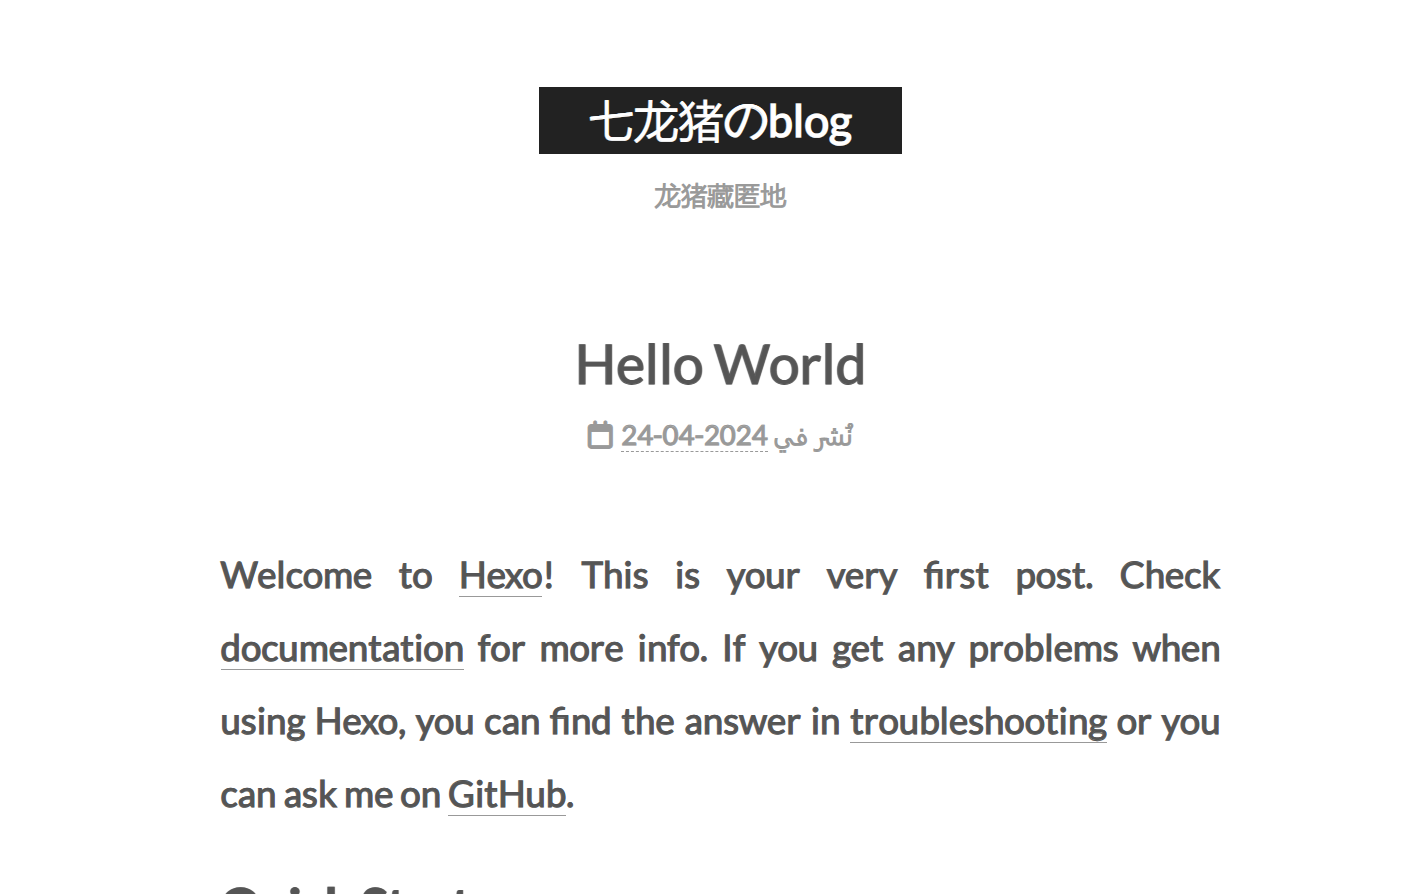 七龙猪のblog
龙猪藏匿地
Hello World
نُشر في 24-04-2024
Welcome to Hexo! This is your very first post. Check
documentation for more info. If you get any problems when
using Hexo, you can find the answer in troubleshooting or you
can ask me on GitHub.
Quick Start